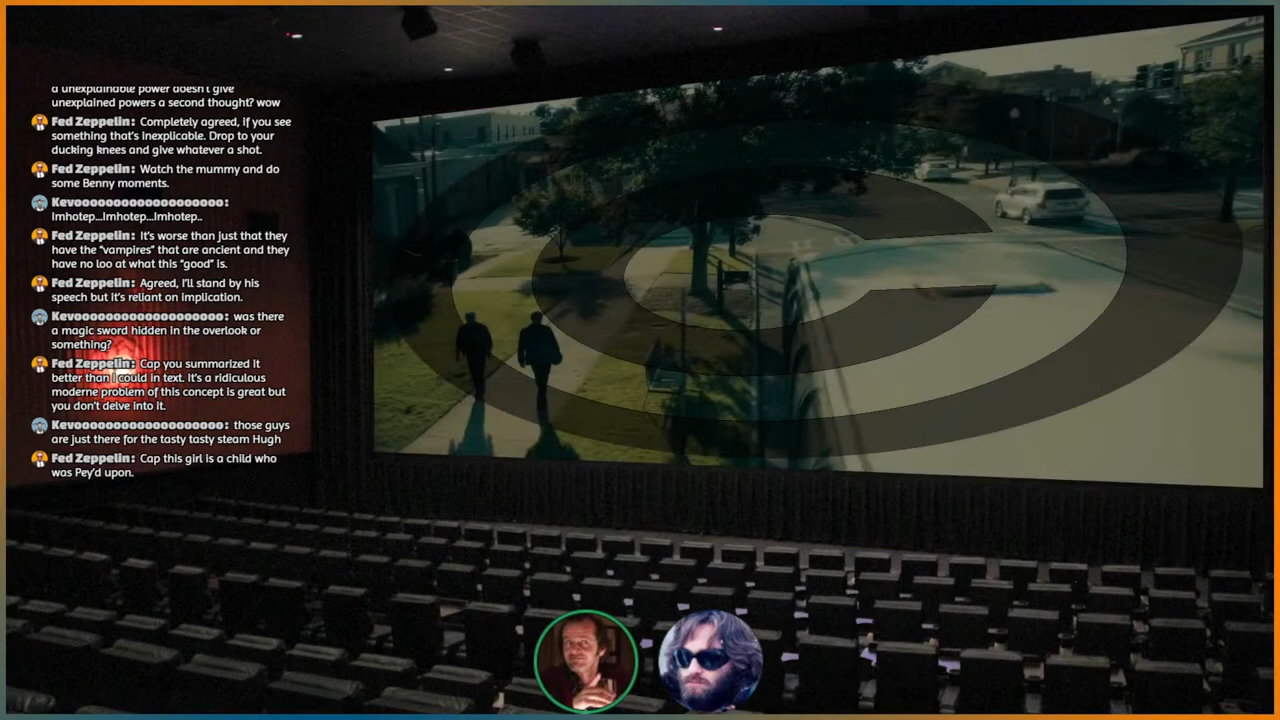 a unexplainable power doesn't give
unexplained powers a second thought? wow
Fed Zeppelin: Completely agreed, if you see
something that's inexplicable. Drop to your
ducking knees and give whatever a shot.
Fed Zeppelin: Watch the mummy and do
some Benny moments.
Kevoooooooooooooooooooo:
Imhotep...Imhotep...Imhotep..
Fed Zeppelin: It's worse than just that they
have the "vampires" that are ancient and they
have no loo at what this "good" is.
Fed Zeppelin: Agreed, I'll stand by his
speech but it's reliant on implication.
Kevoooooooooooooooooooo: was there
a magic sword hidden in the overlook or
something?
Fed Zeppelin: Cap you summarized it
better than I could in text. It's a ridiculous
moderne problem of this concept is great but
you don't delve into it.
Kevoooooooooooooooooooo: those guys
are just there for the tasty tasty steam Hugh
Fed Zeppelin: Cap this girl is a child who
was Pey'd upon.